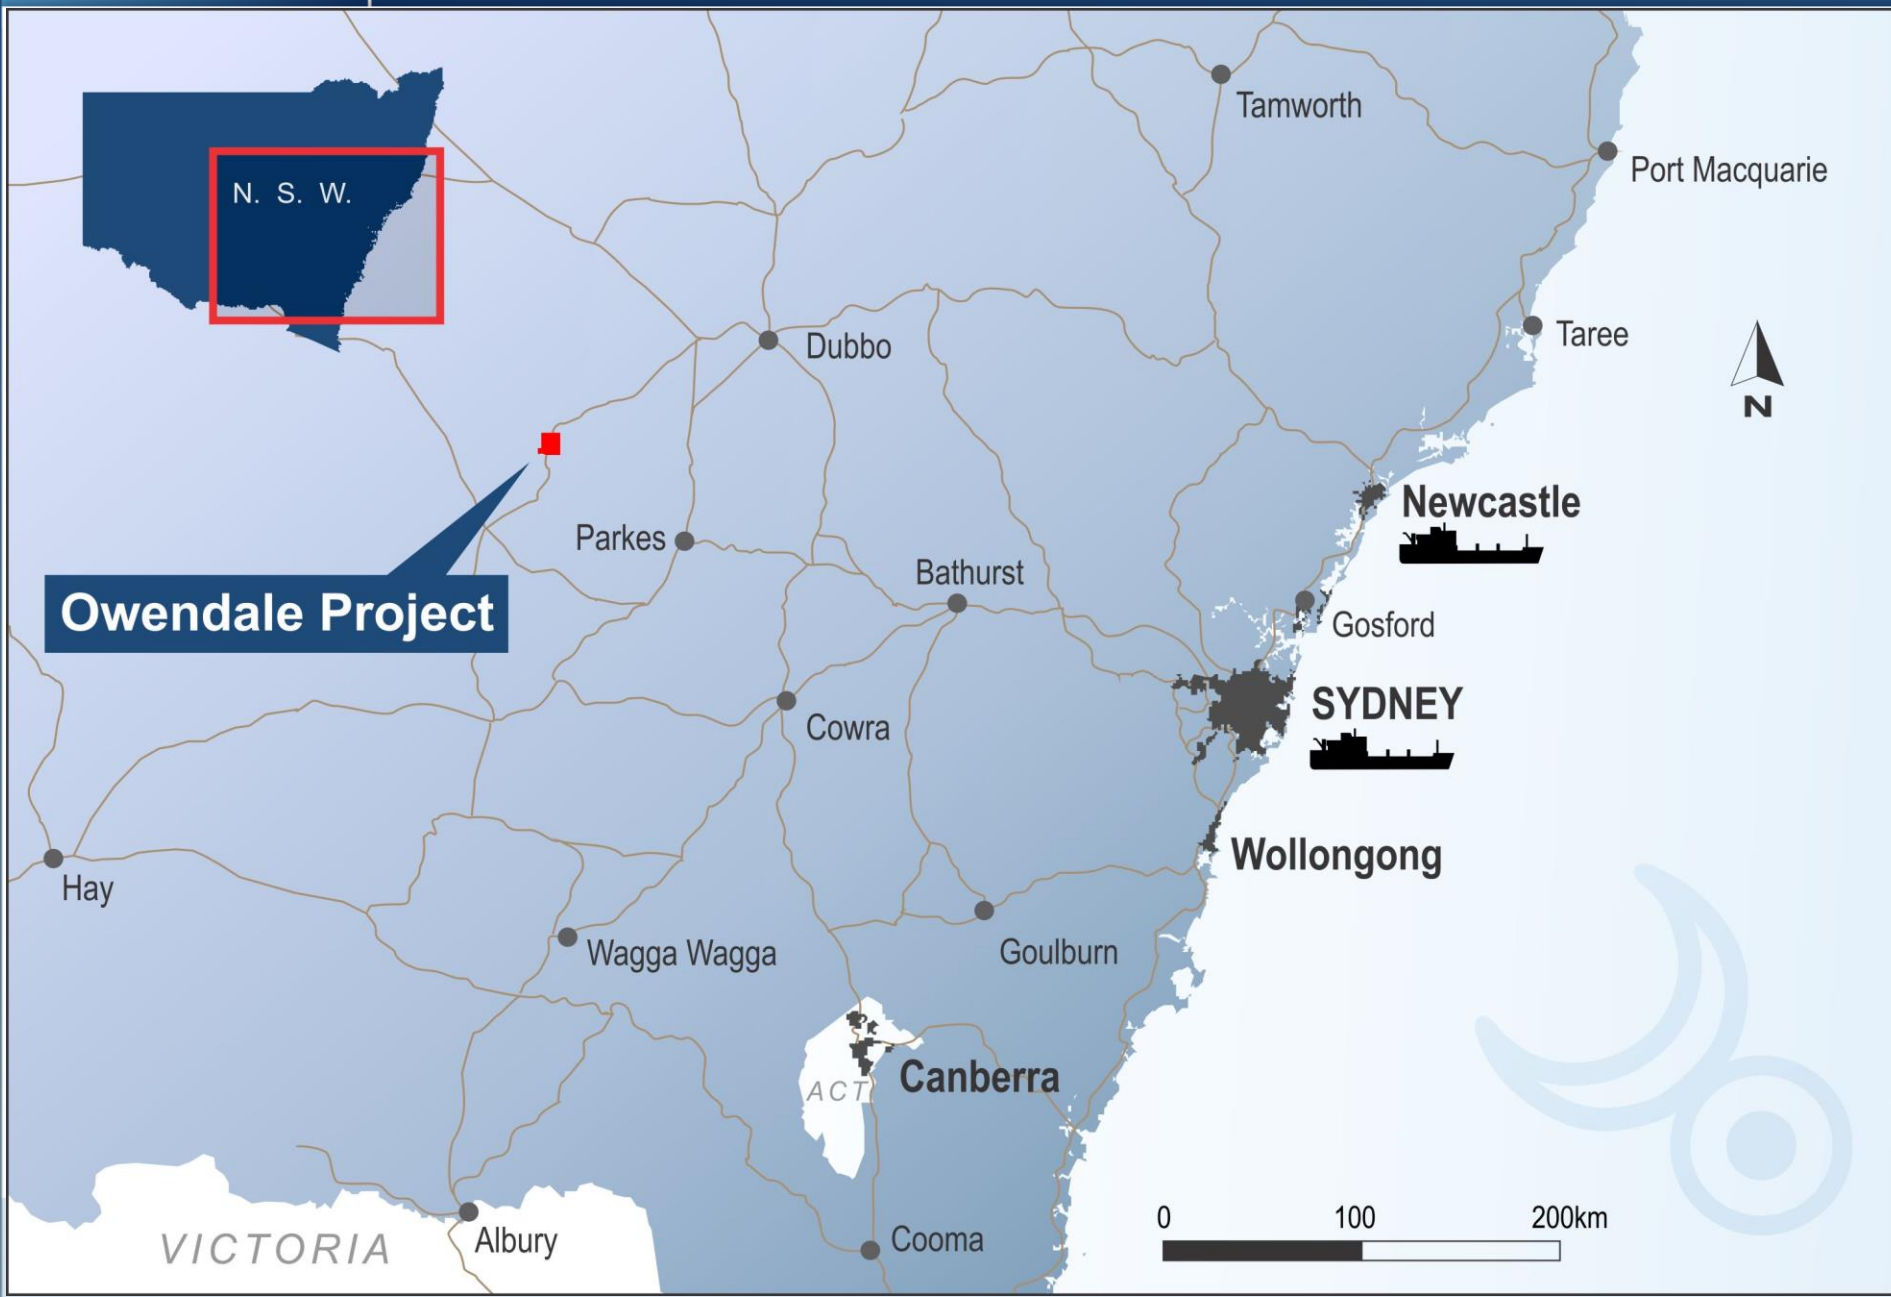 Tamworth
Port Macquarie
N. S. W.
Taree
Dubbo
N
Newcastle
Parkes
Bathurst
Owendale Project
Gosford
SYDNEY
Cowra
Wollongong
Hay
Wagga Wagga
Goulburn
Canberra
ACT
0 100 200km
VICTORIA
Albury
Cooma